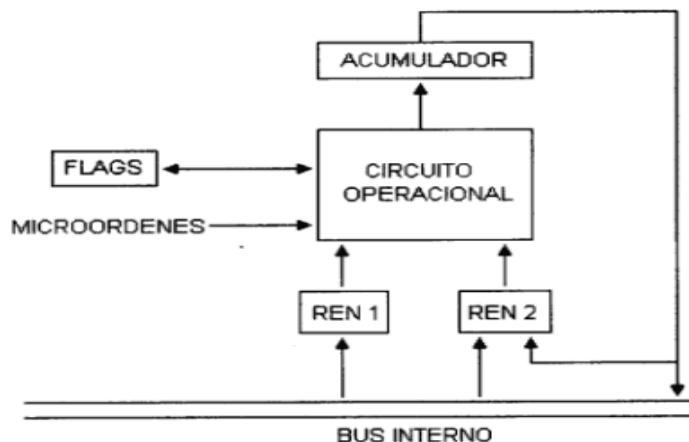 ACUMULADOR
FLAGS
CIRCUITO
OPERACIONAL
MICROORDENES
REN 1
REN 2
BUS INTERNO